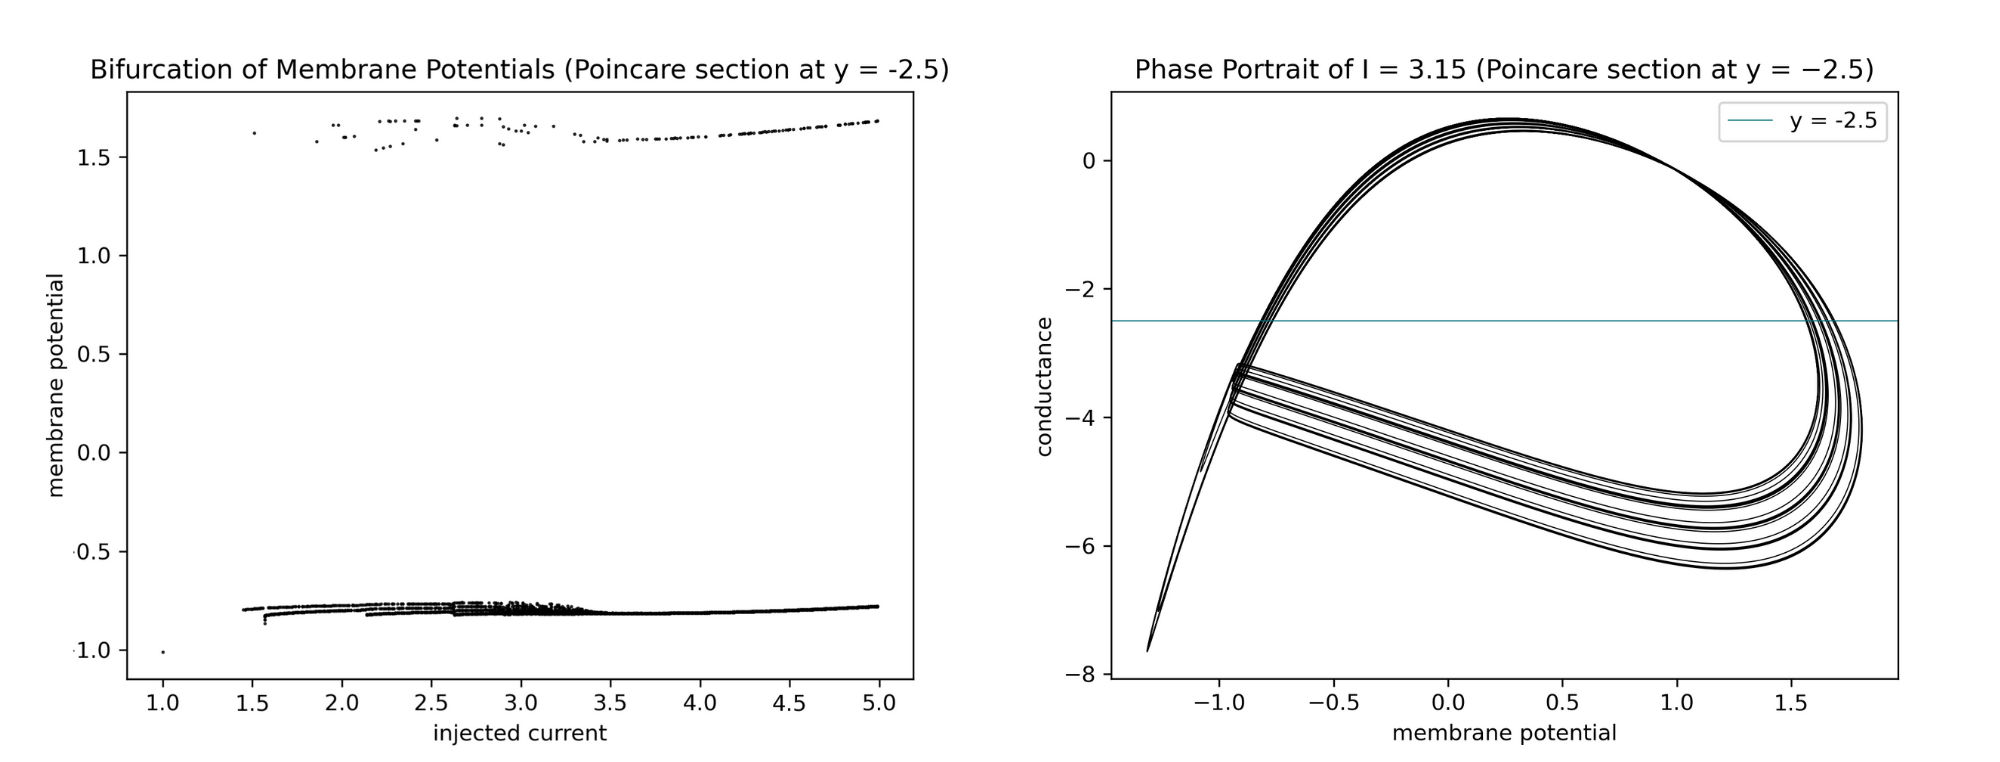 Bifurcation of Membrane Potentials (Poincare section at y = -2.5)
membrane potential
1.5
1.0
0.5
0.0
·0.5
·1.0
1.0 1.5 2.0 2.5 3.0 3.5 4.0 4.5 5.0
injected current
Phase Portrait of I = 3.15 (Poincare section at y = −2.5)
y = -2.5
conductance
0
−2
−4
−6
−8
−1.0 −0.5 0.0 0.5 1.0 1.5
membrane potential